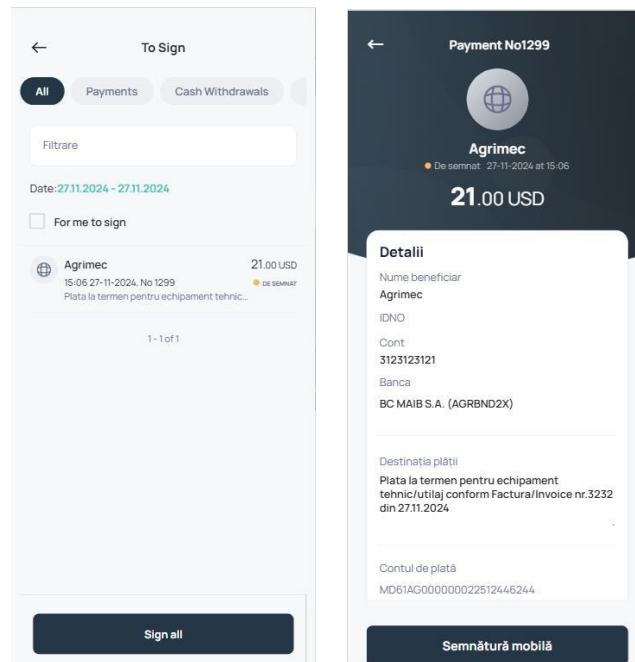 To Sign
All
Payments
Cash Withdrawals
Filtrare
Date:27.11.2024 - 27.11.2024
For me to sign
Agrimec
21.00 USD
15:06 27-11-2024, No 1299
DE SEMNAT
Plata la termen pentru echipament tehnic...
1 - 1 of 1
Sign all
Payment No1299
Agrimec
De semnat 27-11-2024 at 15:06
21.00 USD
Detalii
Nume beneficiar
Agrimec
IDNO
Cont
3123123121
Banca
BC MAIB S.A. (AGRBND2X)
Destinația plății
Plata la termen pentru echipament
tehnic/utilaj conform Factura/Invoice nr.3232
din 27.11.2024
Contul de plată
MD61AG000000022512446244
Semnătură mobilă